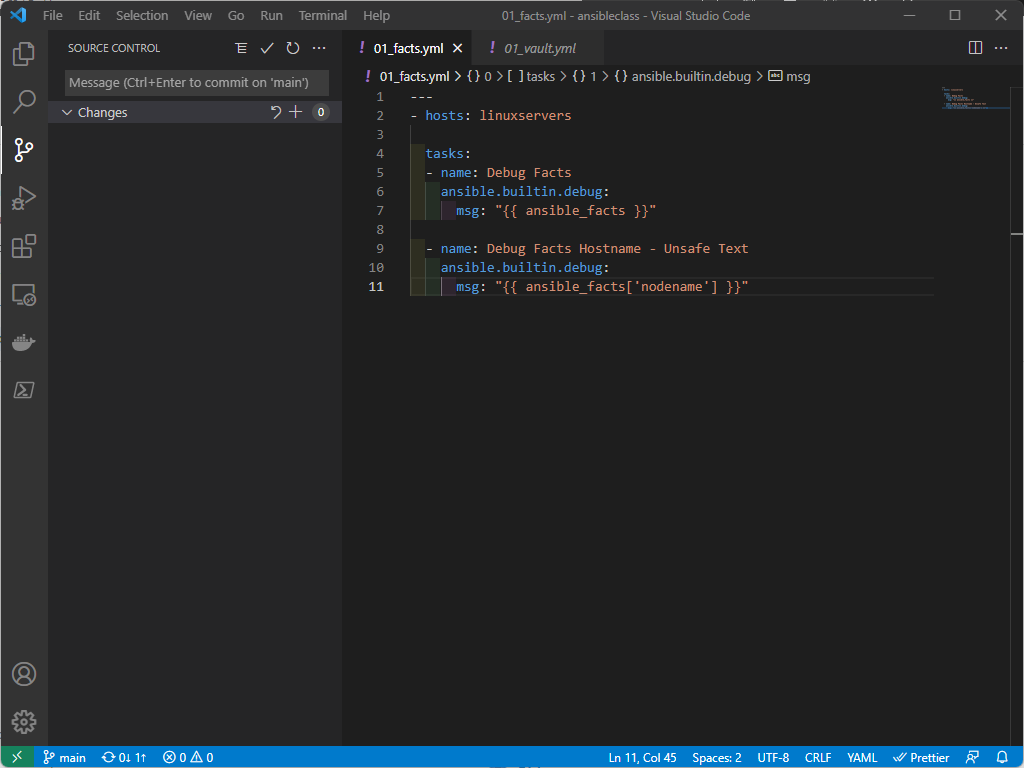 File Edit Selection View Go Run Terminal Help 01_facts.yml - ansibleclass - Visual Studio Code
SOURCE CONTROL
Message (Ctrl+Enter to commit on 'main')
Changes 0
! 01_facts.yml ! 01_vault.yml
! 01_facts.yml > {} 0 > [ ] tasks > {} 1 > {} ansible.builtin.debug > abc msg
1 ---
2 - hosts: linuxservers
3
4 tasks:
5 - name: Debug Facts
6 ansible.builtin.debug:
7 msg: "{{ ansible_facts }}"
8
9 - name: Debug Facts Hostname - Unsafe Text
10 ansible.builtin.debug:
11 msg: "{{ ansible_facts['nodename'] }}"
main 0↓ 1↑ 0 0 Ln 11, Col 45 Spaces: 2 UTF-8 CRLF YAML Prettier